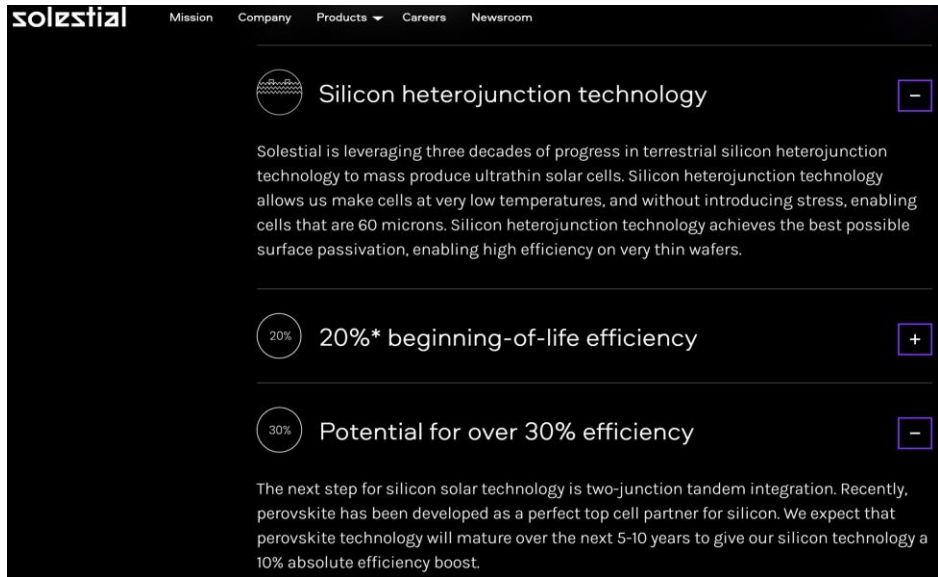 solestial
Mission Company Products Careers Newsroom
Silicon heterojunction technology
Solestial is leveraging three decades of progress in terrestrial silicon heterojunction
technology to mass produce ultrathin solar cells. Silicon heterojunction technology
allows us make cells at very low temperatures, and without introducing stress, enabling
cells that are 60 microns. Silicon heterojunction technology achieves the best possible
surface passivation, enabling high efficiency on very thin wafers.
20%
20%* beginning-of-life efficiency
30%
Potential for over 30% efficiency
The next step for silicon solar technology is two-junction tandem integration. Recently,
perovskite has been developed as a perfect top cell partner for silicon. We expect that
perovskite technology will mature over the next 5-10 years to give our silicon technology a
10% absolute efficiency boost.